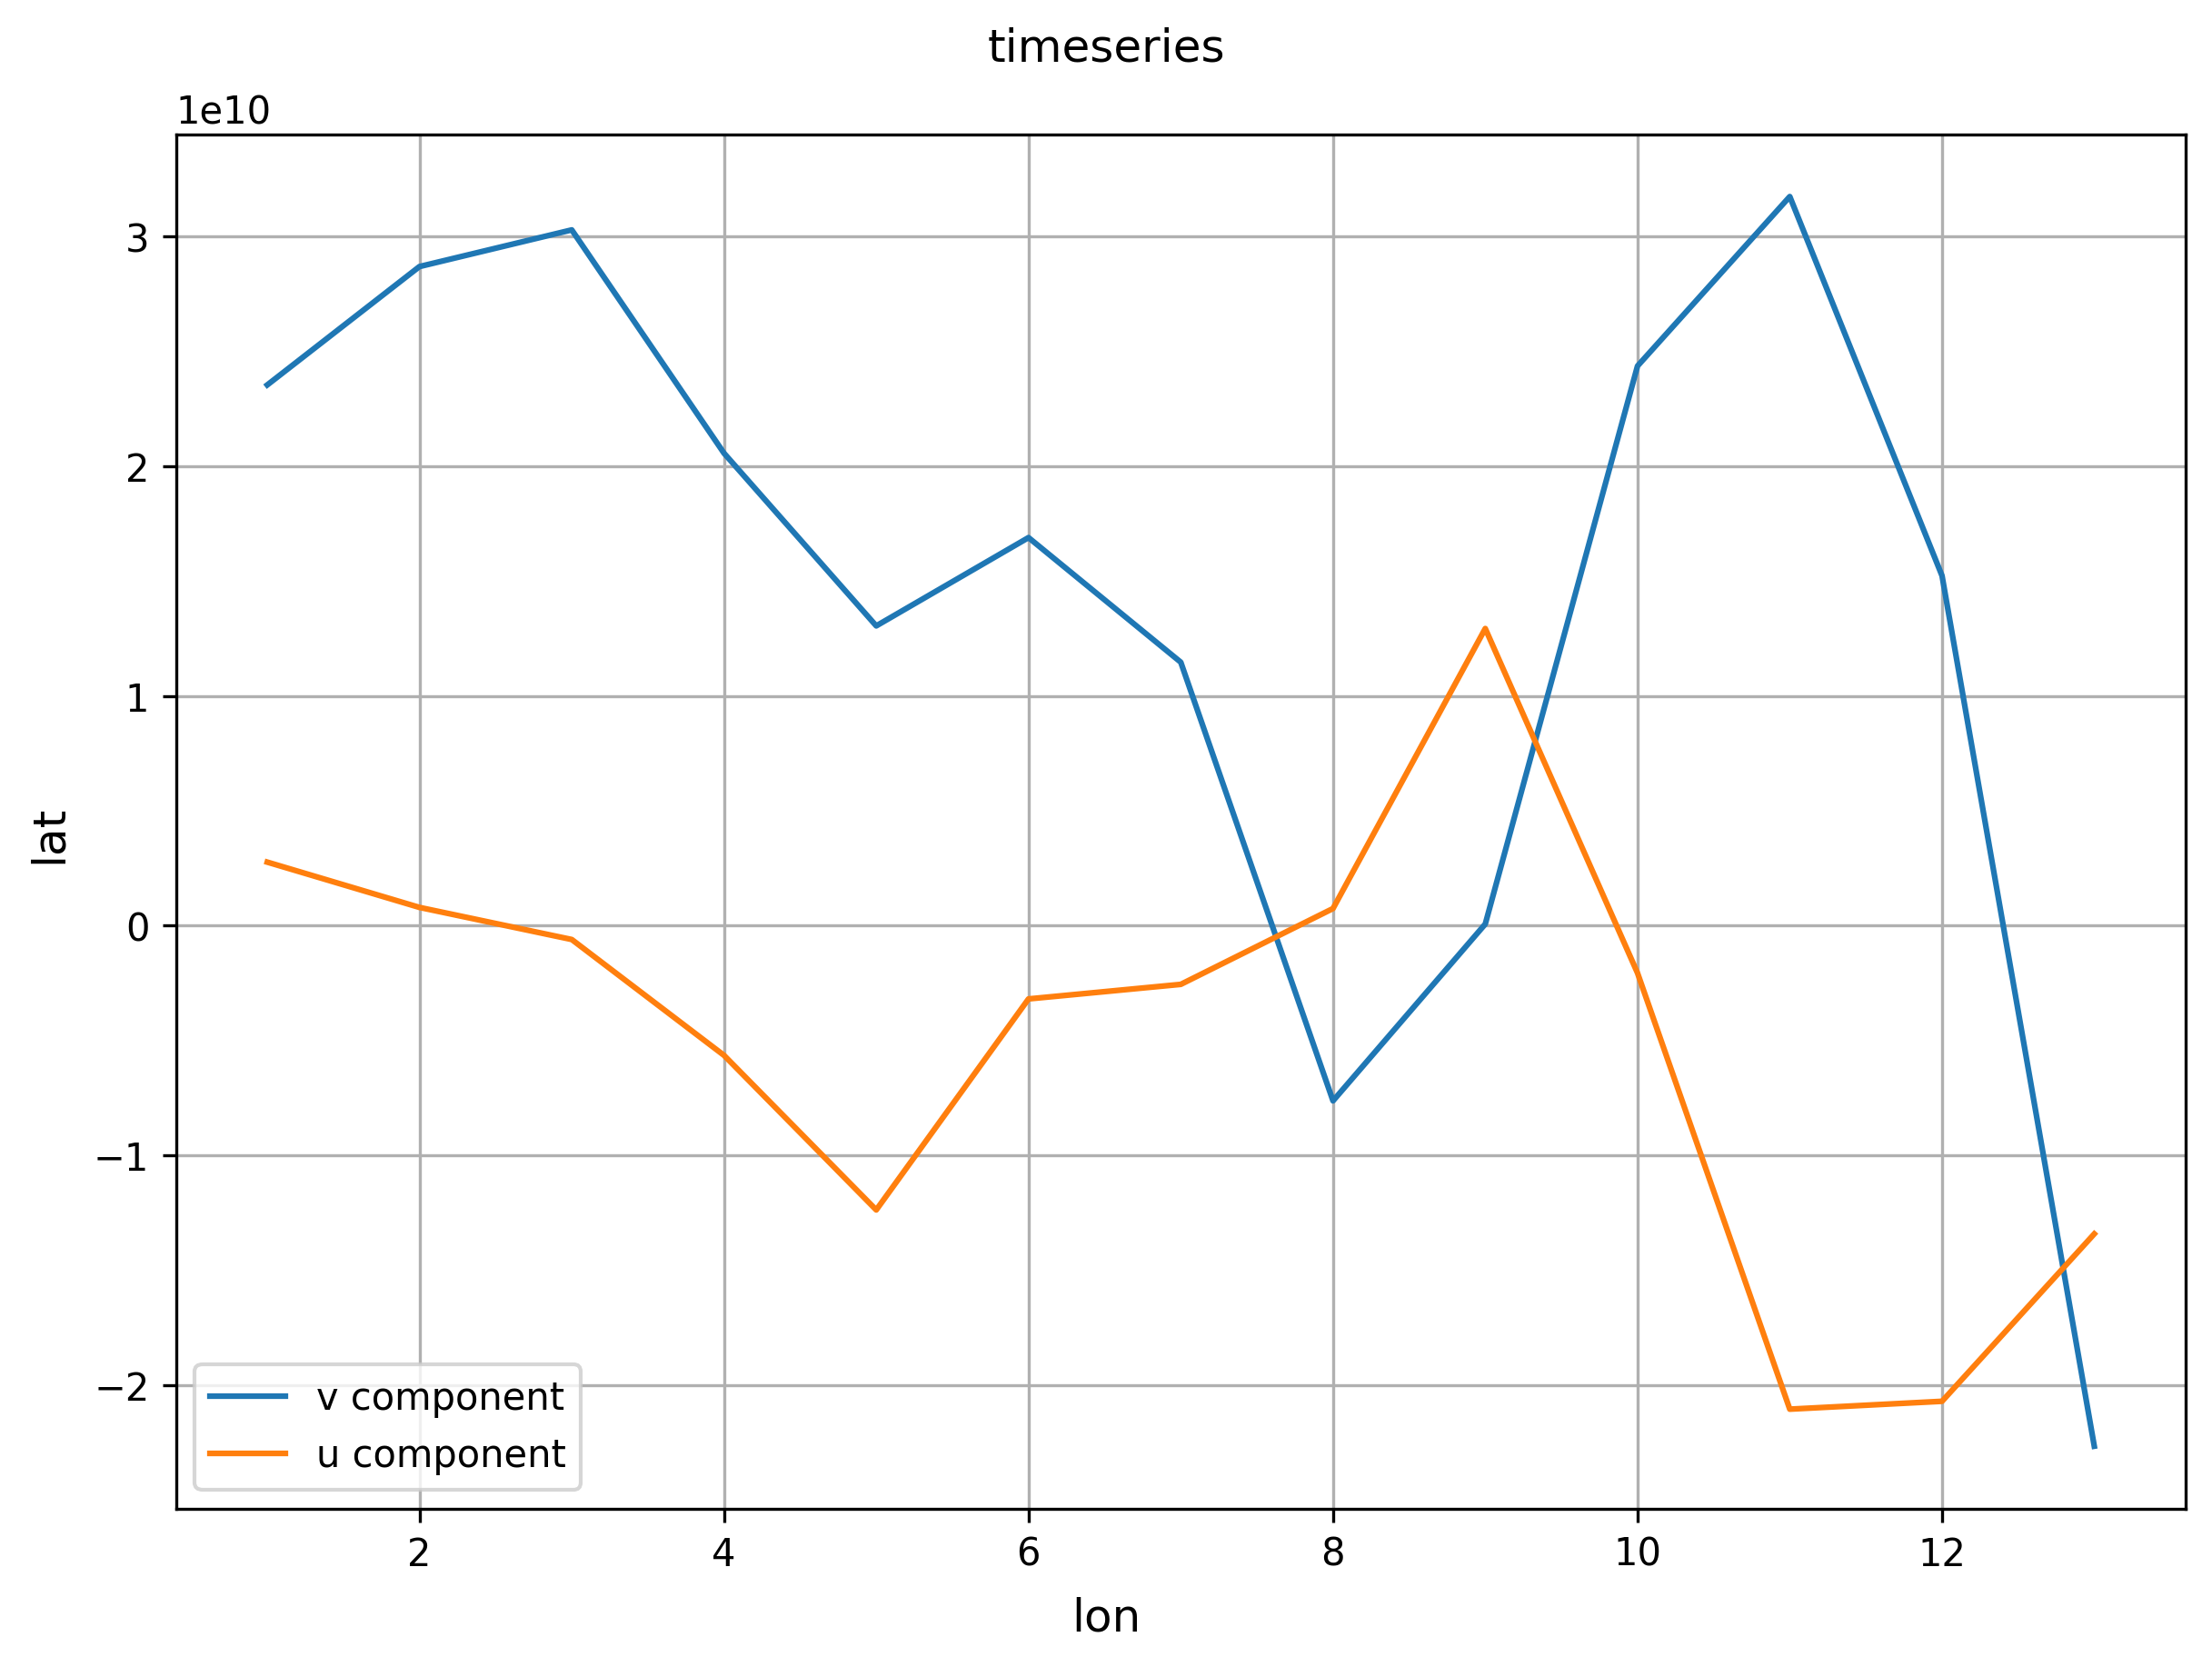 timeseries
1e10
3
2
1
0
−1
−2
lat
v component
u component
2 4 6 8 10 12
lon